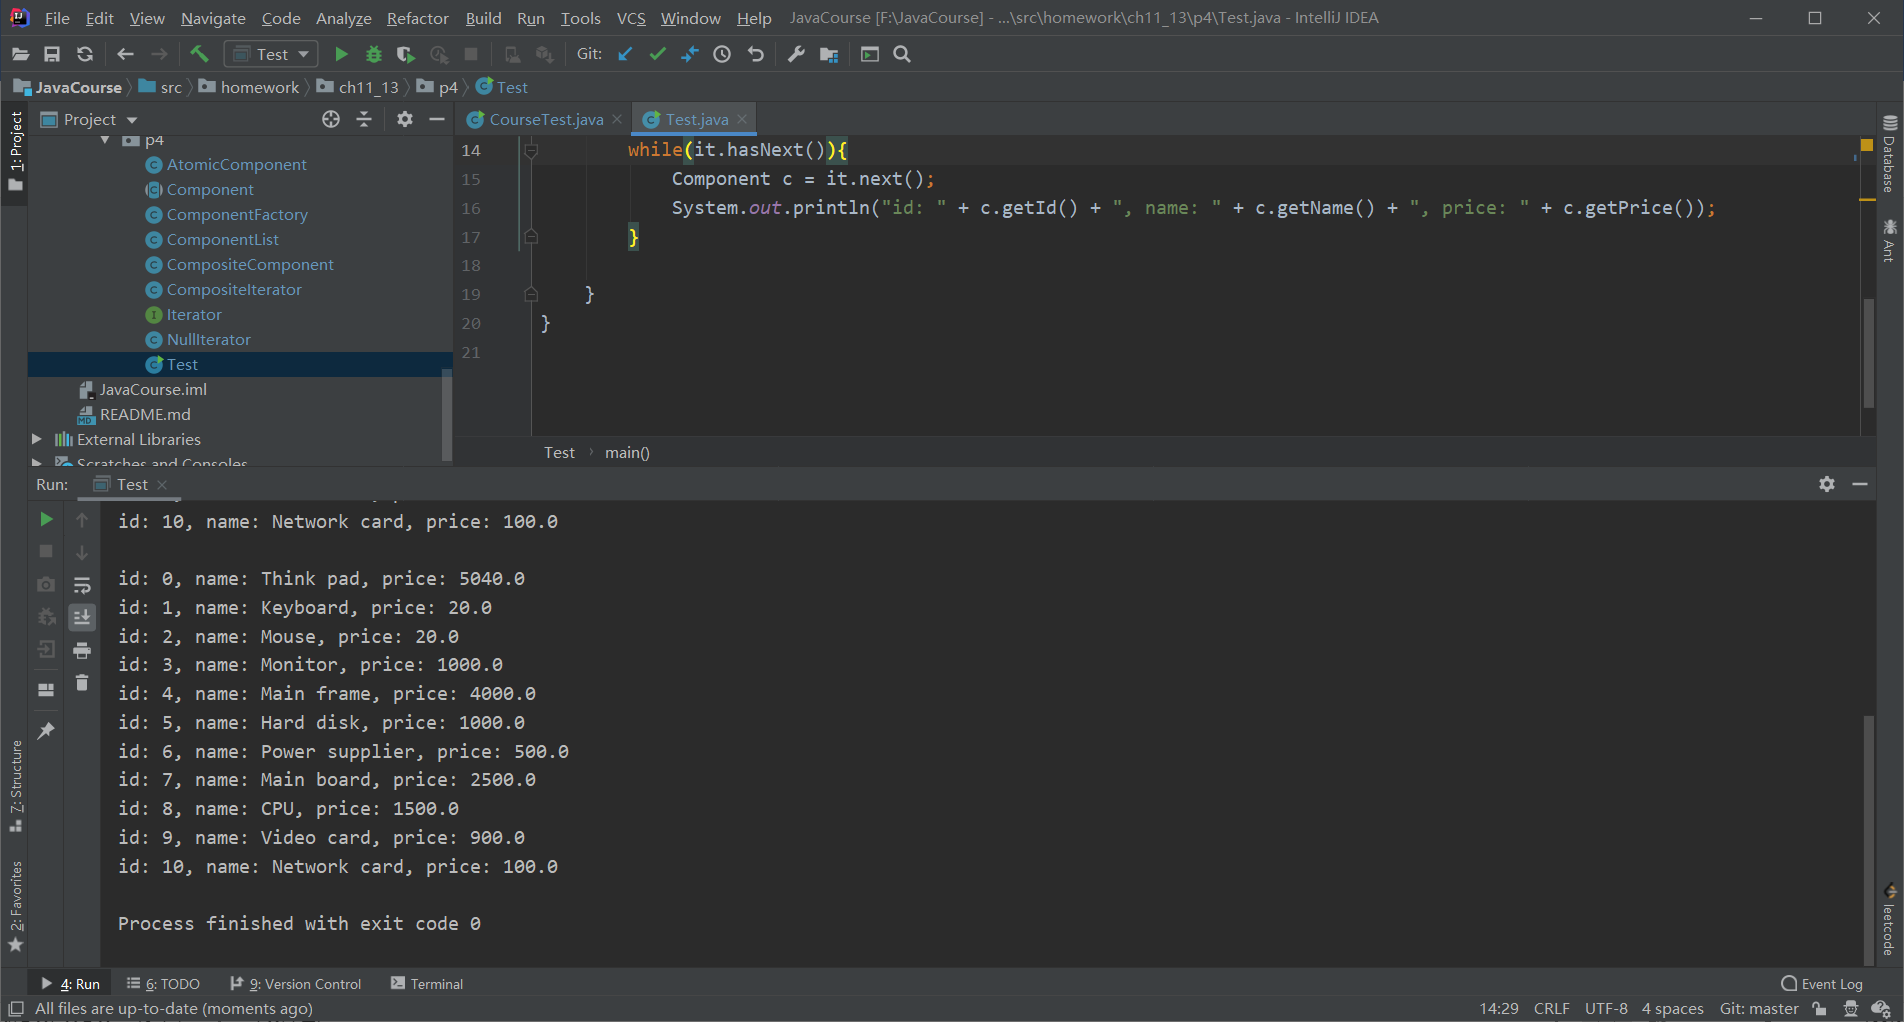 File Edit View Navigate Code Analyze Refactor Build Run Tools VCS Window Help JavaCourse [F:\JavaCourse] - ...\src\homework\ch11_13\p4\Test.java - IntelliJ IDEA
Test Git:
JavaCourse src homework ch11_13 p4 Test
1: Project
Project
p4
AtomicComponent
Component
ComponentFactory
ComponentList
CompositeComponent
CompositeIterator
Iterator
NullIterator
Test
JavaCourse.iml
README.md
External Libraries
Scratches and Consoles
CourseTest.java Test.java
14 while(it.hasNext()){
15 Component c = it.next();
16 System.out.println("id: " + c.getId() + ", name: " + c.getName() + ", price: " + c.getPrice());
17 }
18
19 }
20 }
21
Test main()
Database
Ant
Run: Test
id: 10, name: Network card, price: 100.0
id: 0, name: Think pad, price: 5040.0
id: 1, name: Keyboard, price: 20.0
id: 2, name: Mouse, price: 20.0
id: 3, name: Monitor, price: 1000.0
id: 4, name: Main frame, price: 4000.0
id: 5, name: Hard disk, price: 1000.0
id: 6, name: Power supplier, price: 500.0
id: 7, name: Main board, price: 2500.0
id: 8, name: CPU, price: 1500.0
id: 9, name: Video card, price: 900.0
id: 10, name: Network card, price: 100.0
Process finished with exit code 0
7: Structure
2: Favorites
leetcode
4: Run 6: TODO 9: Version Control Terminal Event Log
All files are up-to-date (moments ago) 14:29 CRLF UTF-8 4 spaces Git: master